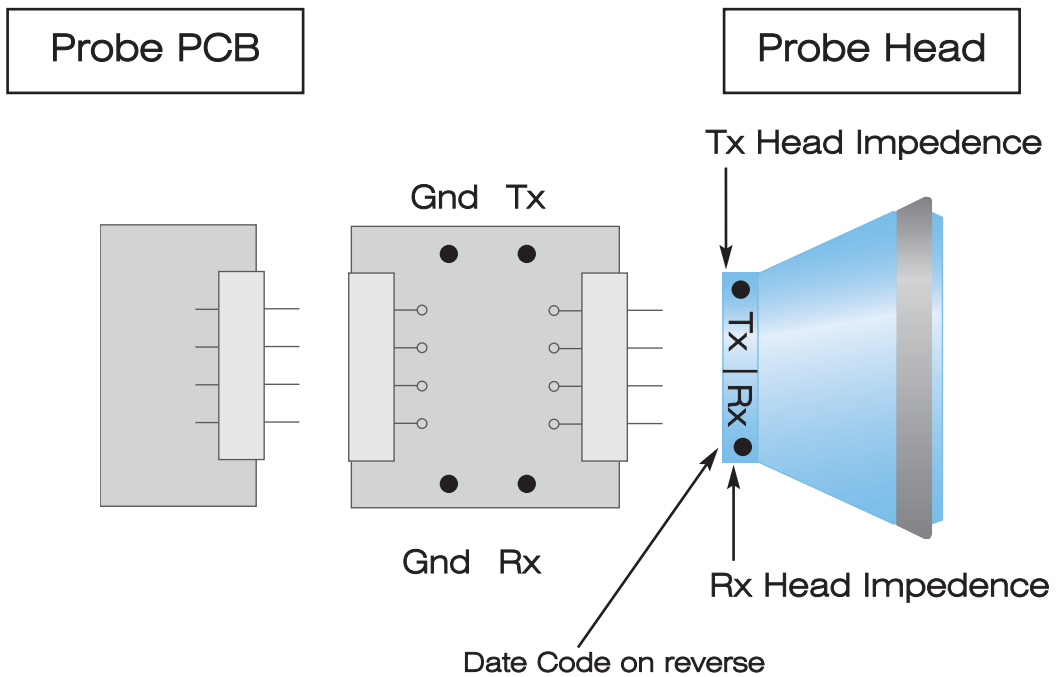 Probe PCB
Probe Head
Tx Head Impedence
Gnd Tx
Tx | Rx
Gnd Rx
Rx Head Impedence
Date Code on reverse